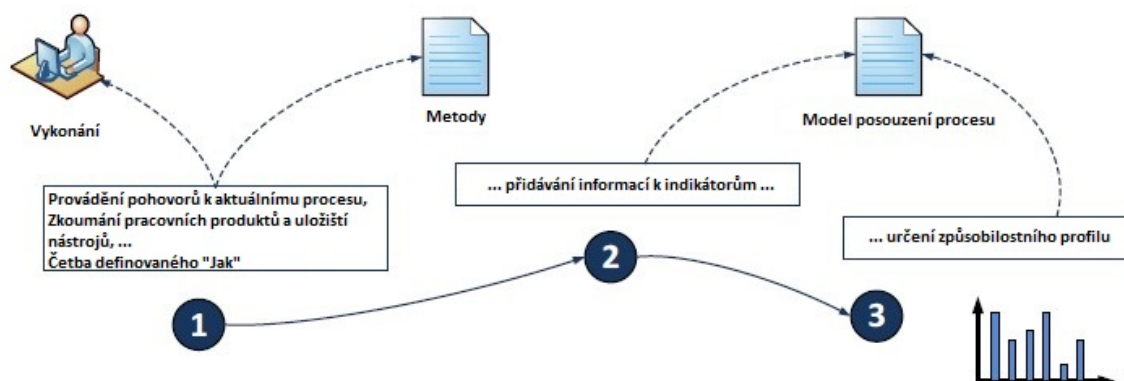 Vykonání
Metody
Model posouzení procesu
Provádění pohovorů k aktuálnímu procesu,
Zkoumání pracovních produktů a uložiští
nástrojů, ...
Četba definovaného "Jak"
... přidávání informací k indikátorům ...
... určení způsobilostního profilu
1
2
3